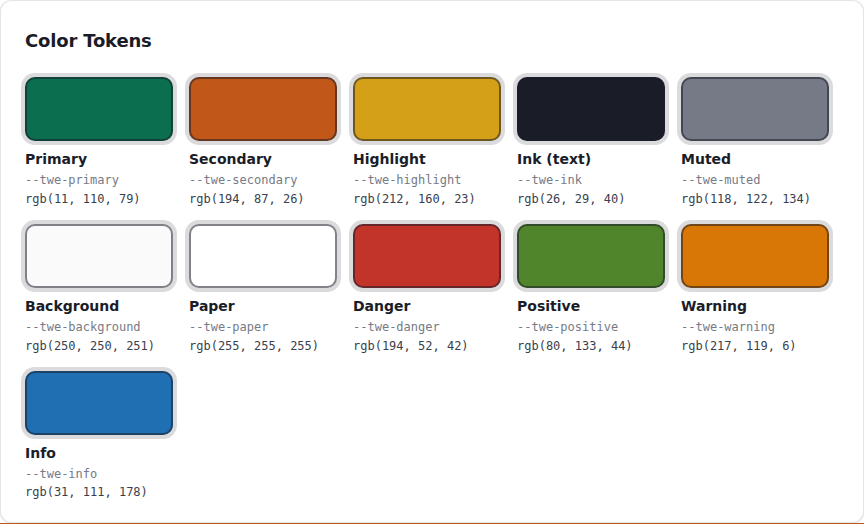 Color Tokens
Primary
--twe-primary
rgb(11, 110, 79)
Secondary
--twe-secondary
rgb(194, 87, 26)
Highlight
--twe-highlight
rgb(212, 160, 23)
Ink (text)
--twe-ink
rgb(26, 29, 40)
Muted
--twe-muted
rgb(118, 122, 134)
Background
--twe-background
rgb(250, 250, 251)
Paper
--twe-paper
rgb(255, 255, 255)
Danger
--twe-danger
rgb(194, 52, 42)
Positive
--twe-positive
rgb(80, 133, 44)
Warning
--twe-warning
rgb(217, 119, 6)
Info
--twe-info
rgb(31, 111, 178)